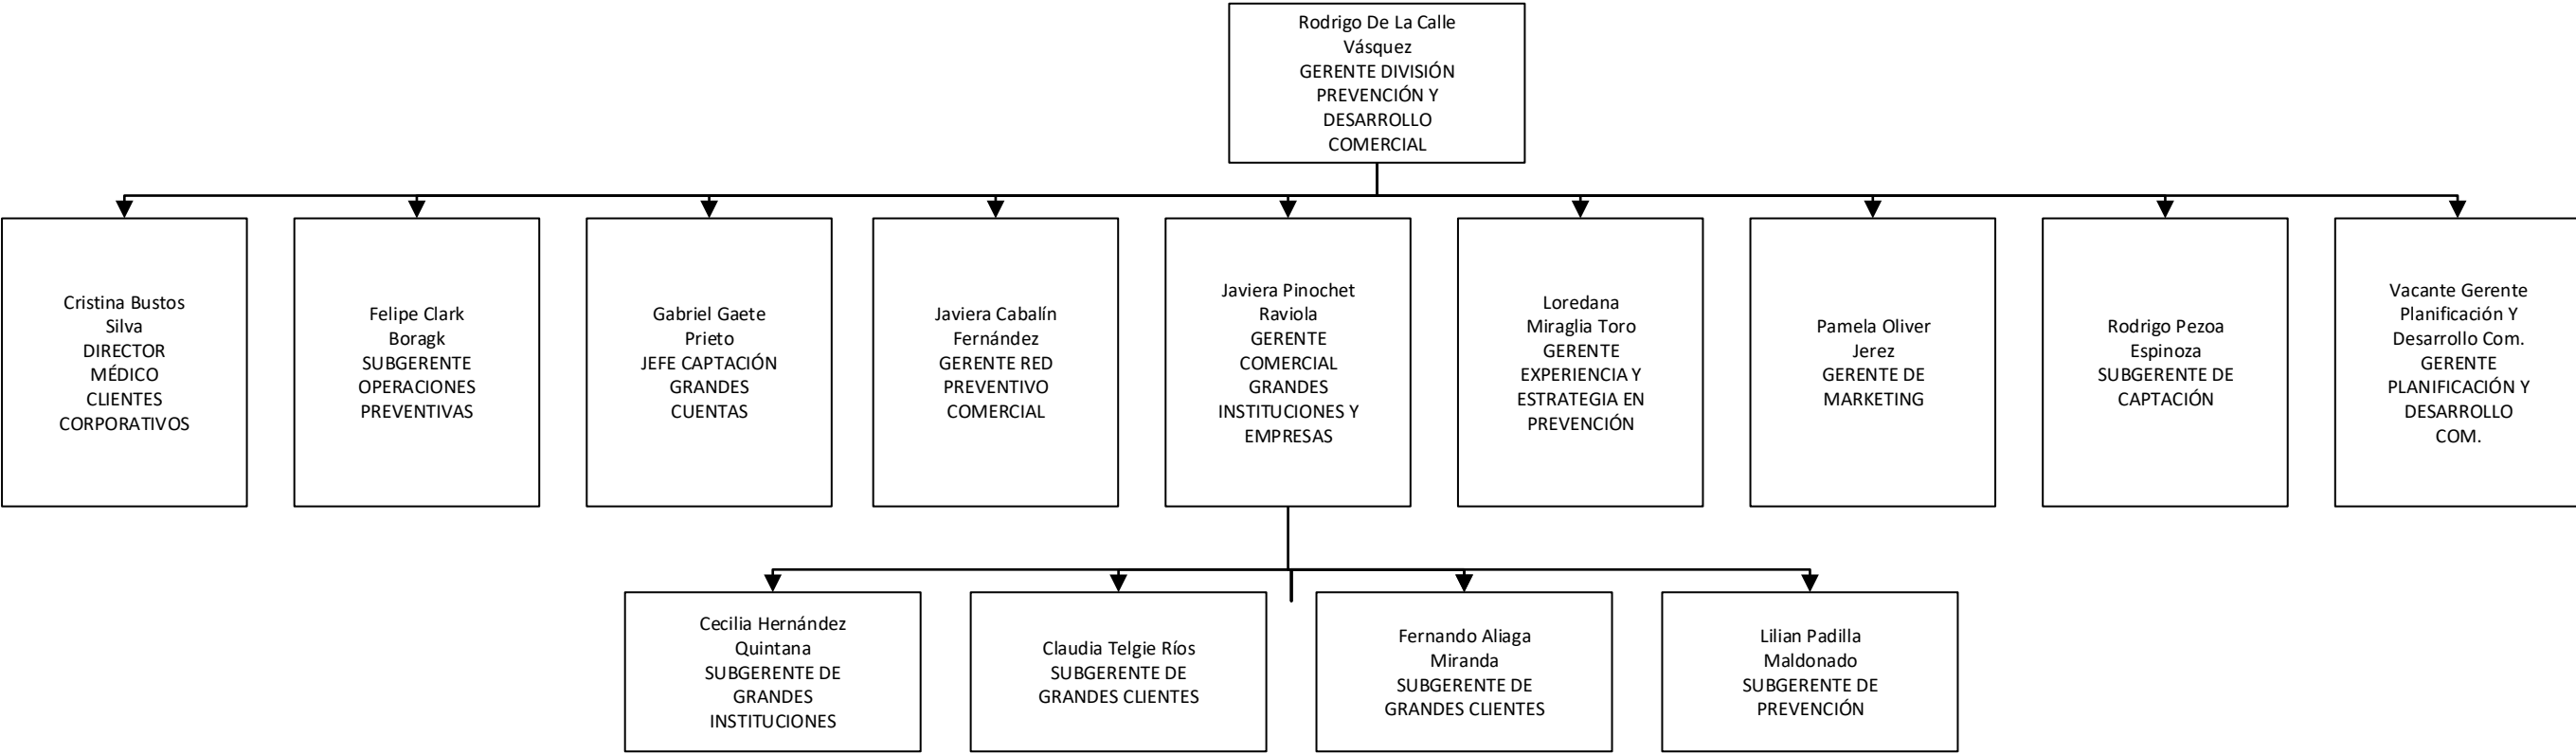 Rodrigo De La Calle
Vásquez
GERENTE DIVISIÓN
PREVENCIÓN Y
DESARROLLO
COMERCIAL
Cristina Bustos
Silva
DIRECTOR
MÉDICO
CLIENTES
CORPORATIVOS
Felipe Clark
Boragk
SUBGERENTE
OPERACIONES
PREVENTIVAS
Gabriel Gaete
Prieto
JEFE CAPTACIÓN
GRANDES
CUENTAS
Javiera Cabalín
Fernández
GERENTE RED
PREVENTIVO
COMERCIAL
Javiera Pinochet
Raviola
GERENTE
COMERCIAL
GRANDES
INSTITUCIONES Y
EMPRESAS
Loredana
Miraglia Toro
GERENTE
EXPERIENCIA Y
ESTRATEGIA EN
PREVENCIÓN
Pamela Oliver
Jerez
GERENTE DE
MARKETING
Rodrigo Pezoa
Espinoza
SUBGERENTE DE
CAPTACIÓN
Vacante Gerente
Planificación Y
Desarrollo Com.
GERENTE
PLANIFICACIÓN Y
DESARROLLO
COM.
Cecilia Hernández
Quintana
SUBGERENTE DE
GRANDES
INSTITUCIONES
Claudia Telgie Ríos
SUBGERENTE DE
GRANDES CLIENTES
Fernando Aliaga
Miranda
SUBGERENTE DE
GRANDES CLIENTES
Lilian Padilla
Maldonado
SUBGERENTE DE
PREVENCIÓN